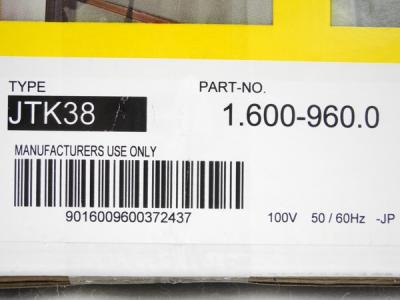 TYPE PART-NO.
JTK38 1.600-960.0
MANUFACTURERS USE ONLY
9016009600372437 100V 50 / 60Hz -JP